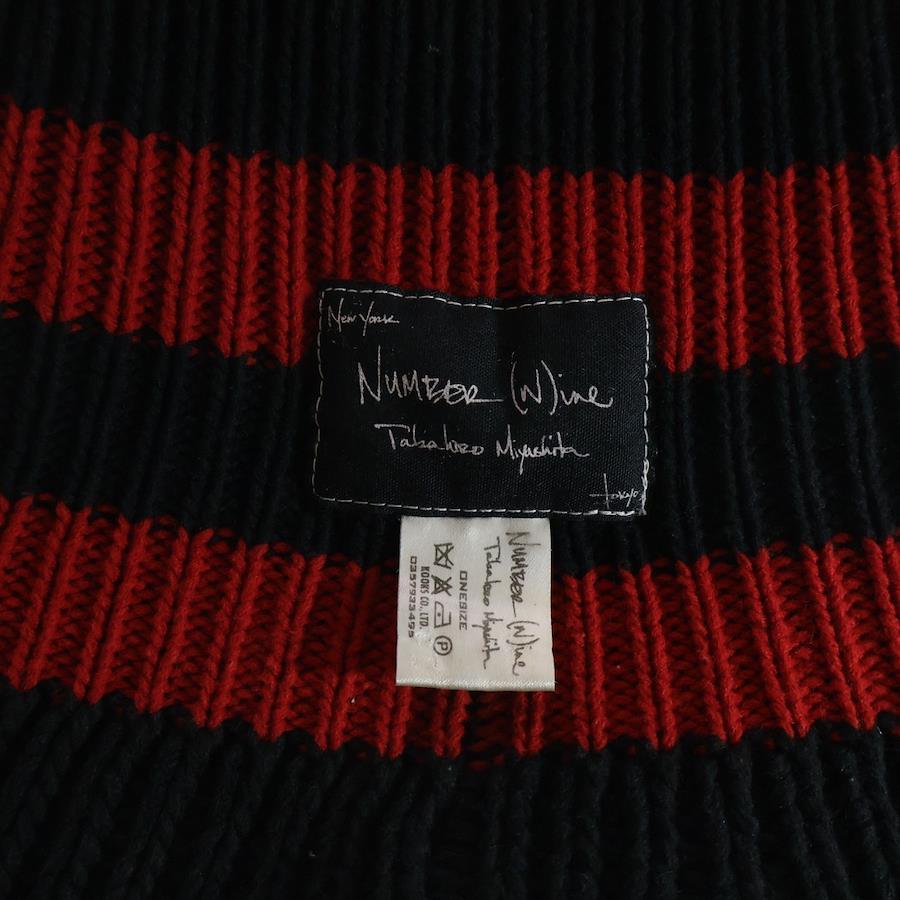 New York
NUMBER (N)ine
Takahiro Miyashita
tokyo
NUMBER (N)ine
Takahiro Miyashita
ONESIZE
P
KOOKS CO., LTD.
0357933495